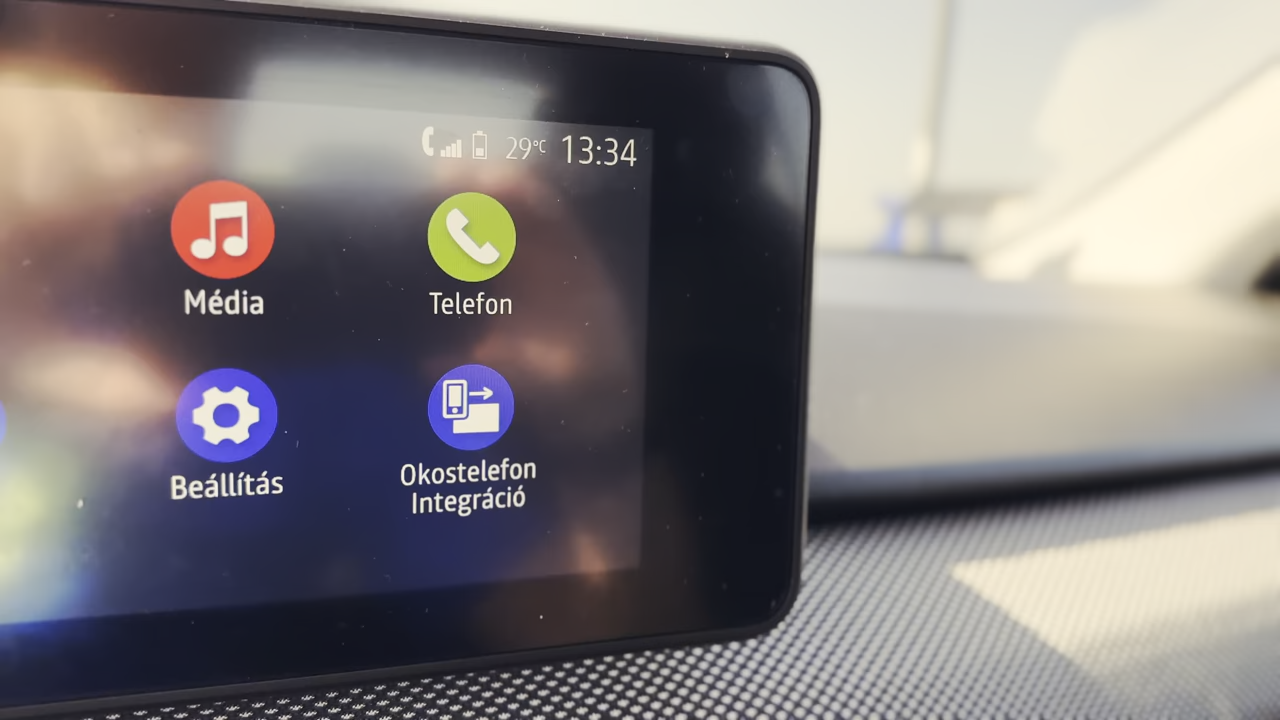 29°C 13:34
Média
Telefon
Beállítás
Okostelefon
Integráció